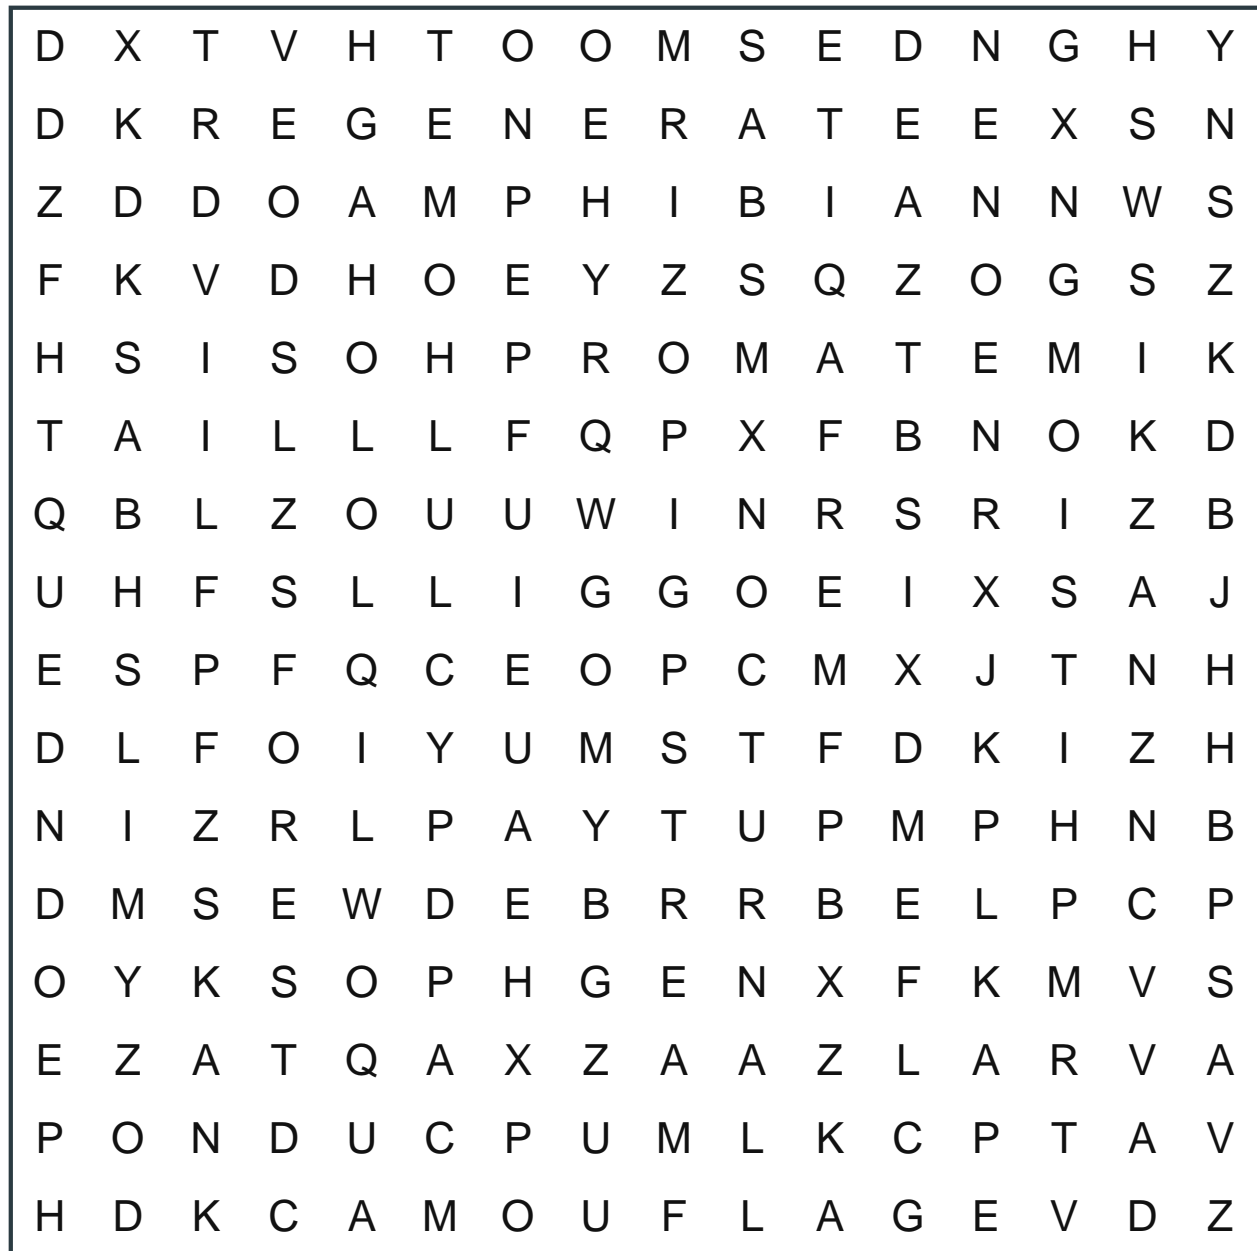 D X T V H T O O M S E D N G H Y
D K R E G E N E R A T E E X S N
Z D D O A M P H I B I A N N W S
F K V D H O E Y Z S Q Z O G S Z
H S I S O H P R O M A T E M I K
T A I L L L F Q P X F B N O K D
Q B L Z O U U W I N R S R I Z B
U H F S L L I G G O E I X S A J
E S P F Q C E O P C M X J T N H
D L F O I Y U M S T F D K I Z H
N I Z R L P A Y T U P M P H N B
D M S E W D E B R R B E L P C P
O Y K S O P H G E N X F K M V S
E Z A T Q A X Z A A Z L A R V A
P O N D U C P U M L K C P T A V
H D K C A M O U F L A G E V D Z